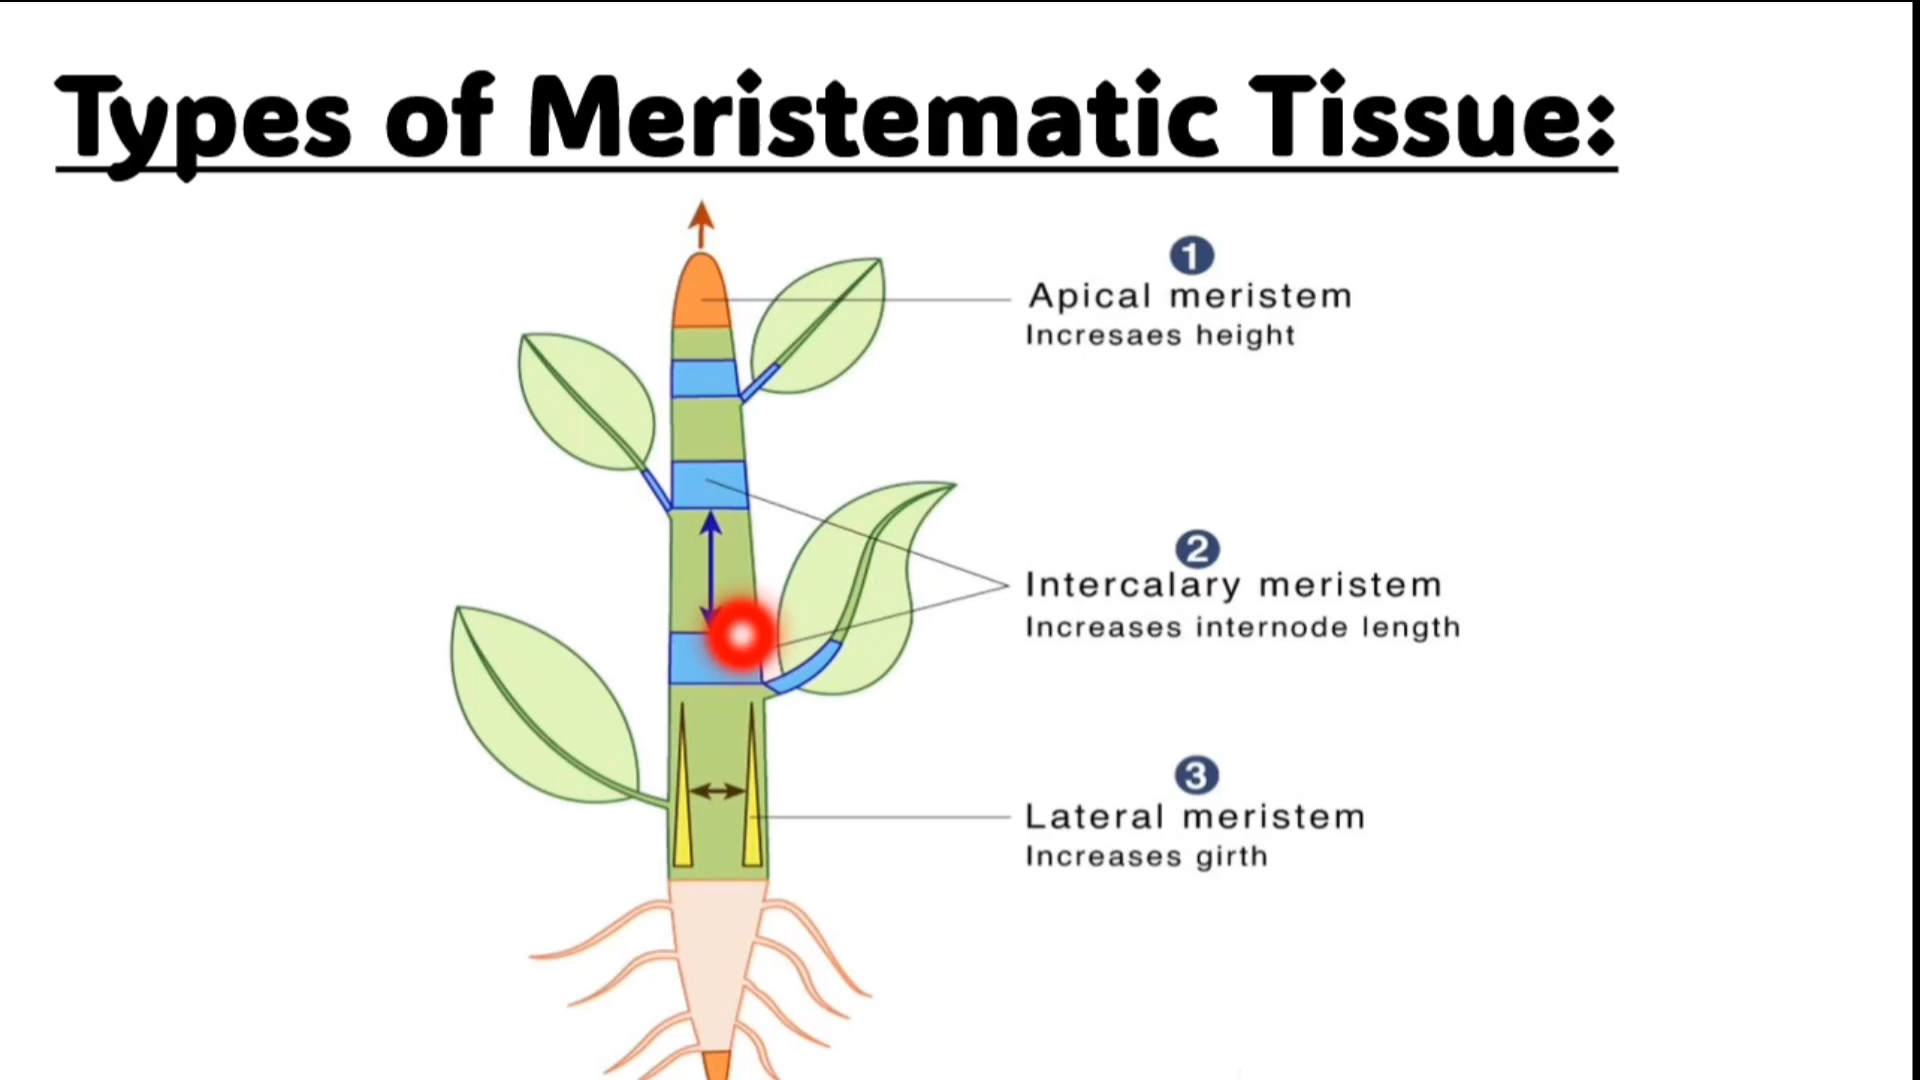 Types of Meristematic Tissue:
1
Apical meristem
Incresaes height
2
Intercalary meristem
Increases internode length
3
Lateral meristem
Increases girth